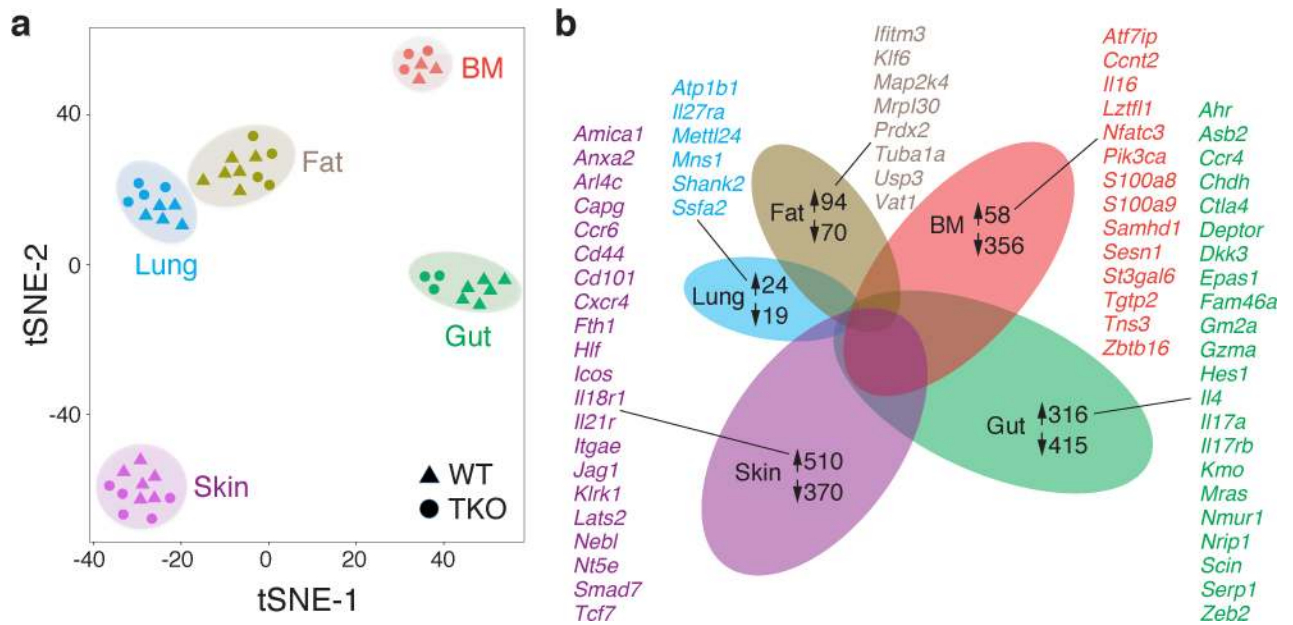 a
tSNE-2
40
0
-40
-40
-20
0
20
40
tSNE-1
BM
Fat
Lung
Gut
Skin
WT
TKO
b
Amica1
Anxa2
Arl4c
Capg
Ccr6
Cd44
Cd101
Cxcr4
Fth1
Hlf
Icos
Il18r1
Il21r
Itgae
Jag1
Klrk1
Lats2
Nebl
Nt5e
Smad7
Tcf7
Atp1b1
Il27ra
Mettl24
Mns1
Shank2
Ssfa2
Ifitm3
Klf6
Map2k4
Mrpl30
Prdx2
Tuba1a
Usp3
Vat1
Atf7ip
Ccnt2
Il16
Lztfl1
Nfatc3
Pik3ca
S100a8
S100a9
Samhd1
Sesn1
St3gal6
Tgtp2
Tns3
Zbtb16
Ahr
Asb2
Ccr4
Chdh
Ctla4
Deptor
Dkk3
Epas1
Fam46a
Gm2a
Gzma
Hes1
Il4
Il17a
Il17rb
Kmo
Mras
Nmur1
Nrip1
Scin
Serp1
Zeb2
Fat ↑94
↓70
BM ↑58
↓356
Lung ↑24
↓19
Gut ↑316
↓415
Skin ↑510
↓370